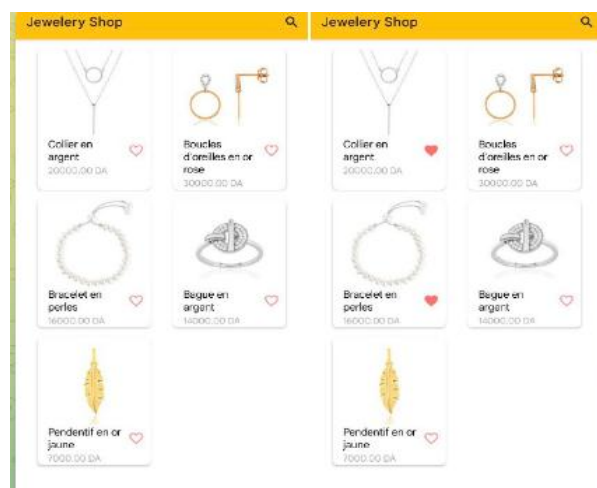 Jewelery Shop
Collier en
argent
20000.00 DA
Boucles
d'oreilles en or
rose
30000.00 DA
Bracelet en
perles
16000.00 DA
Bague en
argent
14000.00 DA
Pendentif en or
jaune
7000.00 DA
Jewelery Shop
Collier en
argent
20000.00 DA
Boucles
d'oreilles en or
rose
30000.00 DA
Bracelet en
perles
16000.00 DA
Bague en
argent
14000.00 DA
Pendentif en or
jaune
7000.00 DA